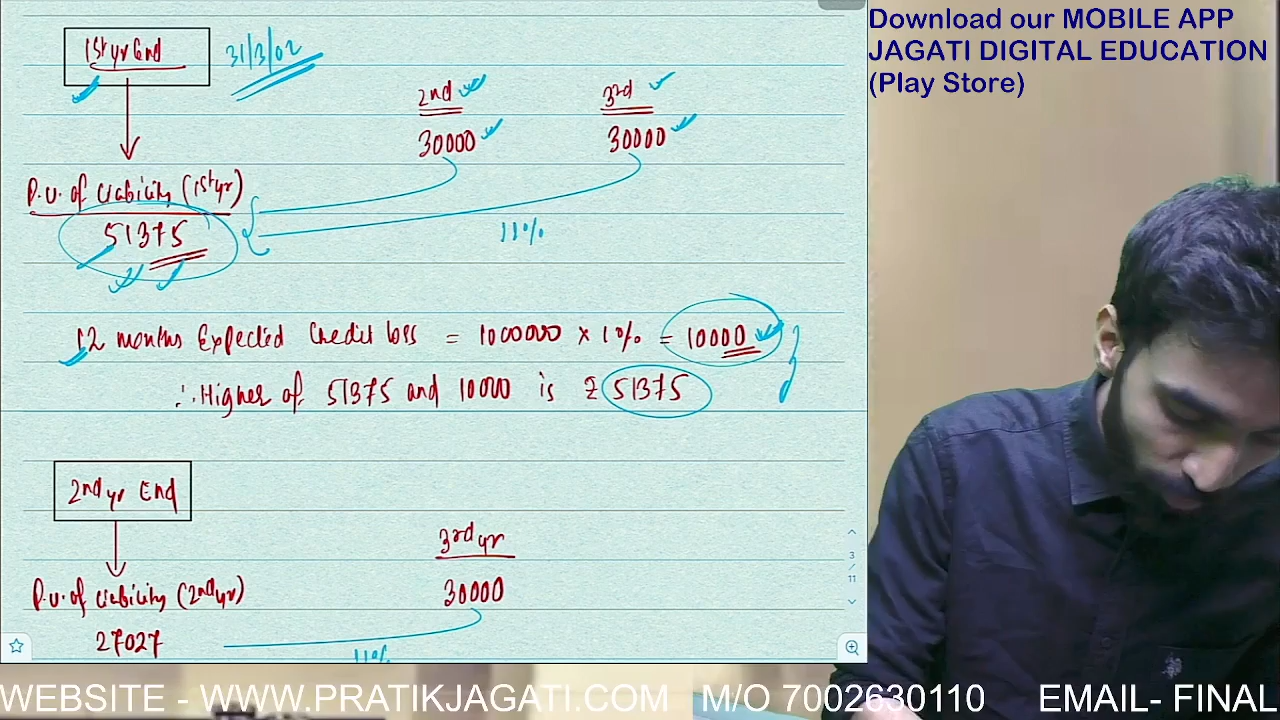 Download our MOBILE APP
JAGATI DIGITAL EDUCATION
(Play Store)
1st yr End
31/3/02
2nd
3rd
30000
30000
P.V. of Liability (1st yr)
51375
11%
12 months Expected Credit loss = 1000000 × 1% = 10000
∴ Higher of 51375 and 10000 is ₹ 51375
2nd yr End
3rd yr
3
11
P.V. of Liability (2nd yr)
30000
27027
11%
WEBSITE - WWW.PRATIKJAGATI.COM M/O 7002630110 EMAIL- FINAL